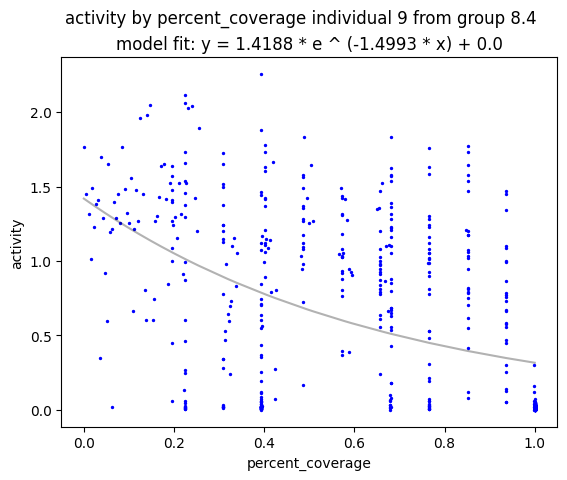 activity by percent_coverage individual 9 from group 8.4
model fit: y = 1.4188 * e ^ (-1.4993 * x) + 0.0
activity
2.0
1.5
1.0
0.5
0.0
0.0 0.2 0.4 0.6 0.8 1.0
percent_coverage